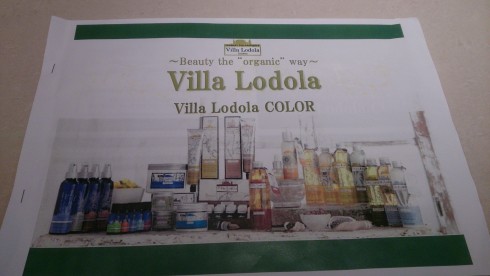 Villa Lodola
～Beauty the "organic" way～
Villa Lodola
Villa Lodola COLOR